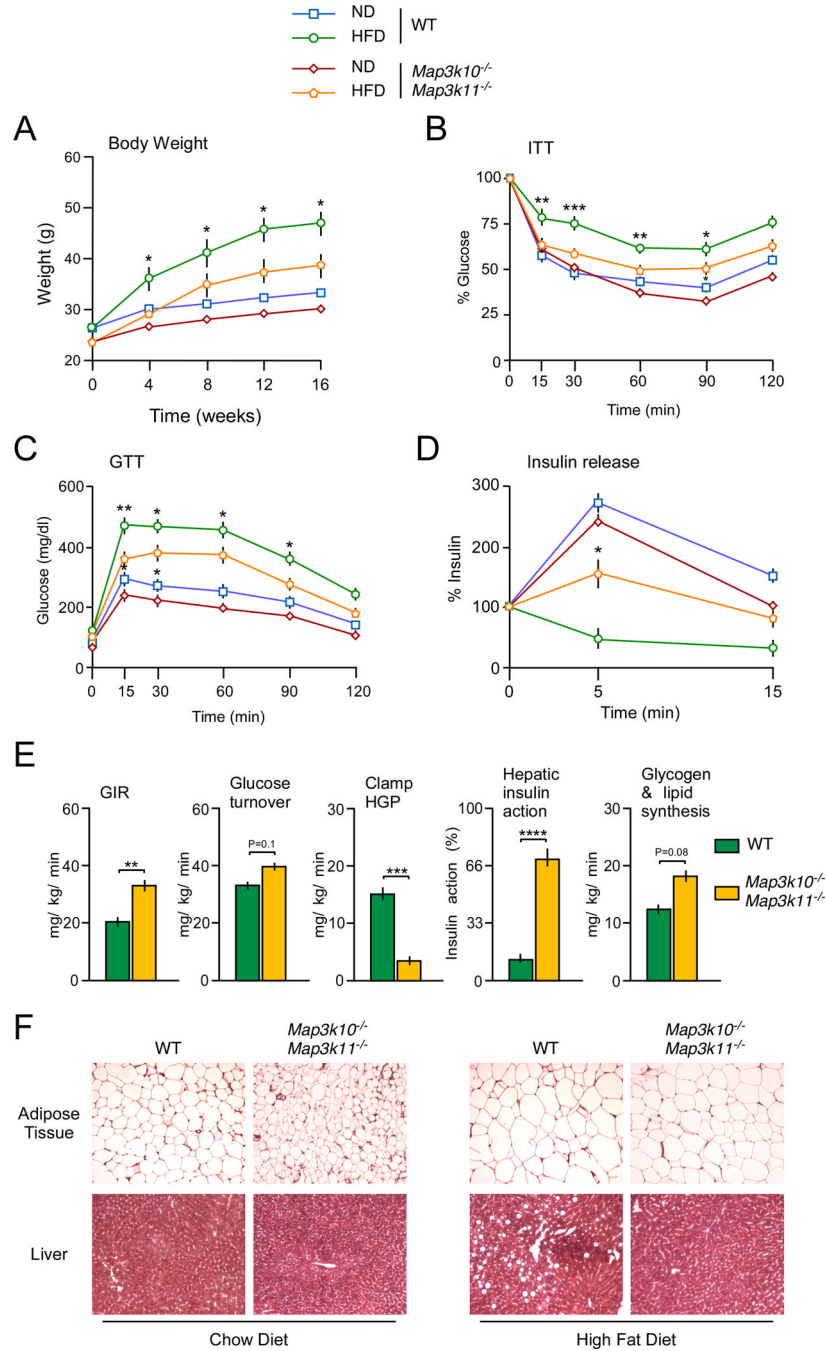 ND
HFD
WT
ND
HFD
Map3k10-/-
Map3k11-/-
A
Body Weight
60
50
40
30
20
Weight (g)
0 4 8 12 16
Time (weeks)
* * * *
B
ITT
100
75
50
25
0
% Glucose
0 15 30 60 90 120
Time (min)
** *** ** *
*
C
GTT
600
400
200
0
Glucose (mg/dl)
0 15 30 60 90 120
Time (min)
** * * *
* *
D
Insulin release
300
200
100
0
% Insulin
0 5 15
Time (min)
*
E
GIR
60
40
20
0
mg/ kg/ min
**
Glucose
turnover
60
40
30
0
mg/ kg/ min
P=0.1
Clamp
HGP
30
15
0
mg/ kg/ min
***
Hepatic
insulin
action
100
66
33
0
Insulin action (%)
****
Glycogen
& lipid
synthesis
30
20
10
0
mg/ kg/ min
P=0.08
WT
Map3k10-/-
Map3k11-/-
F
WT
Map3k10-/-
Map3k11-/-
WT
Map3k10-/-
Map3k11-/-
Adipose
Tissue
Liver
Chow Diet
High Fat Diet